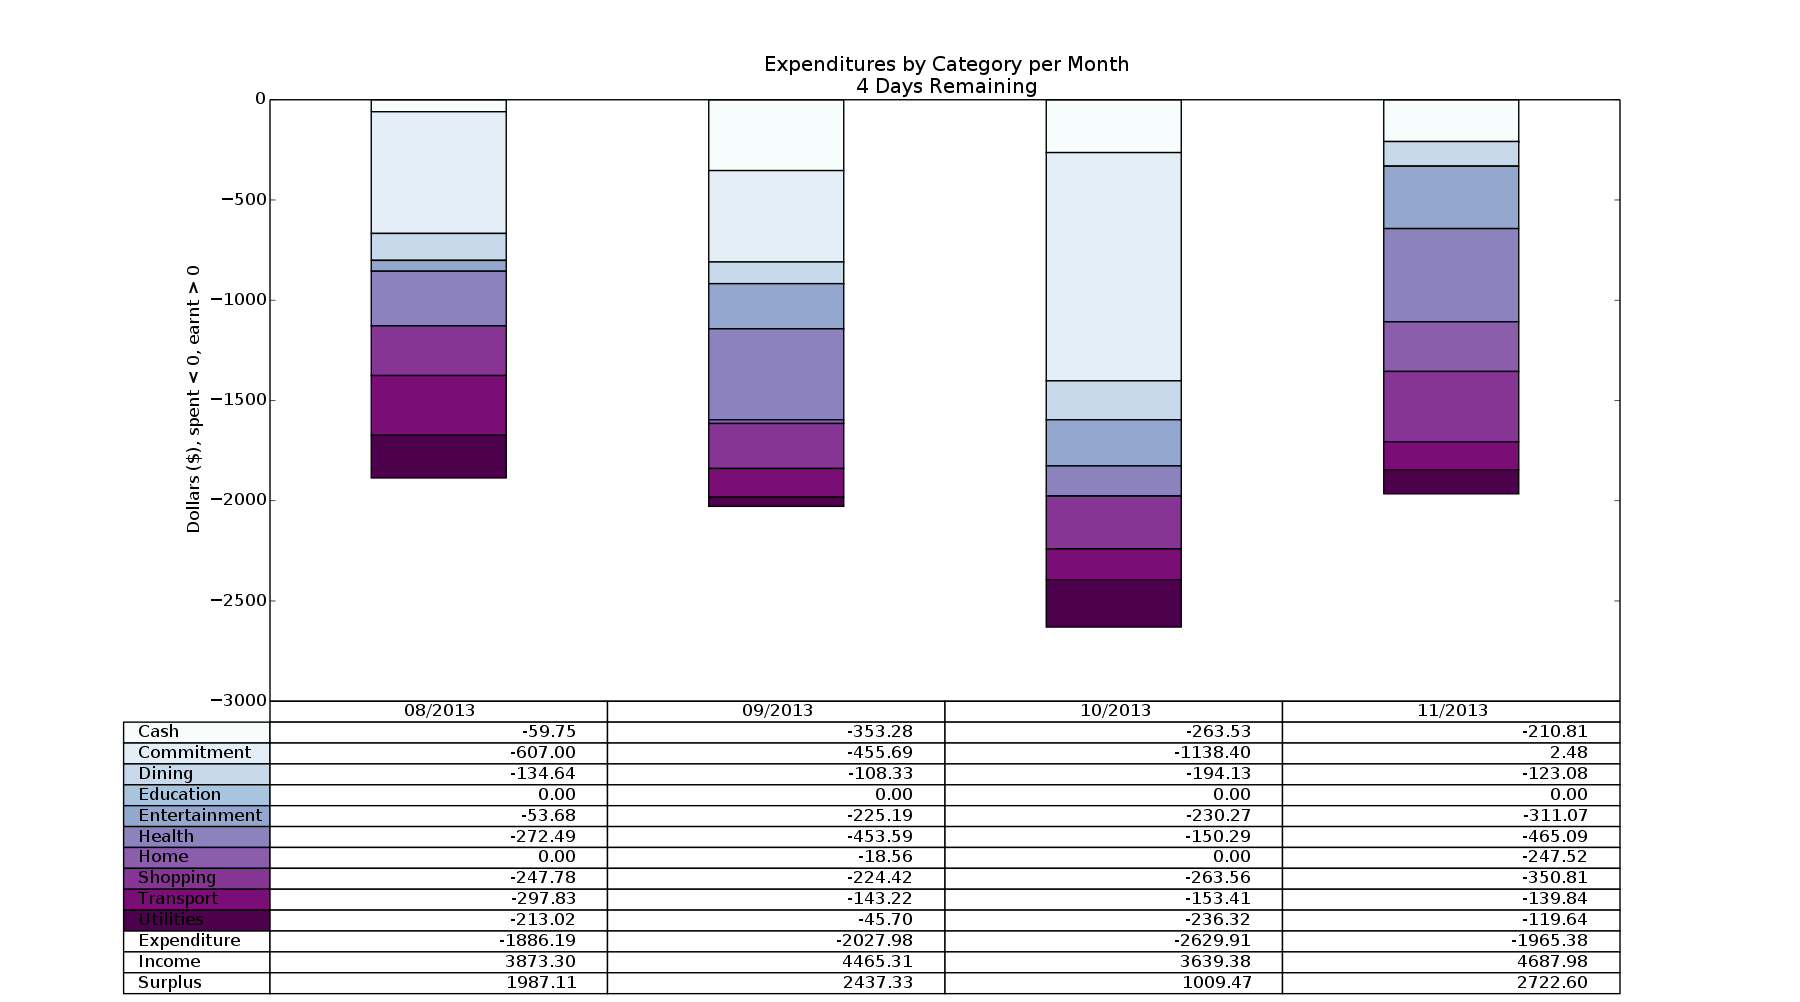 Expenditures by Category per Month
4 Days Remaining
Dollars ($), spent < 0, earnt > 0
0
−500
−1000
−1500
−2000
−2500
−3000
08/2013 09/2013 10/2013 11/2013
Cash -59.75 -353.28 -263.53 -210.81
Commitment -607.00 -455.69 -1138.40 2.48
Dining -134.64 -108.33 -194.13 -123.08
Education 0.00 0.00 0.00 0.00
Entertainment -53.68 -225.19 -230.27 -311.07
Health -272.49 -453.59 -150.29 -465.09
Home 0.00 -18.56 0.00 -247.52
Shopping -247.78 -224.42 -263.56 -350.81
Transport -297.83 -143.22 -153.41 -139.84
Utilities -213.02 -45.70 -236.32 -119.64
Expenditure -1886.19 -2027.98 -2629.91 -1965.38
Income 3873.30 4465.31 3639.38 4687.98
Surplus 1987.11 2437.33 1009.47 2722.60